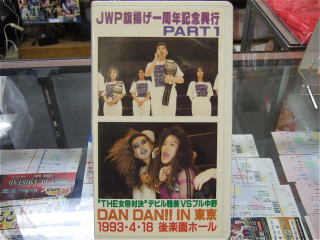 JWP旗揚げ一周年記念興行
PART1
"THE女帝対決"デビル雅美VSブル中野
DAN DAN!! IN 東京
1993・4・18 後楽園ホール